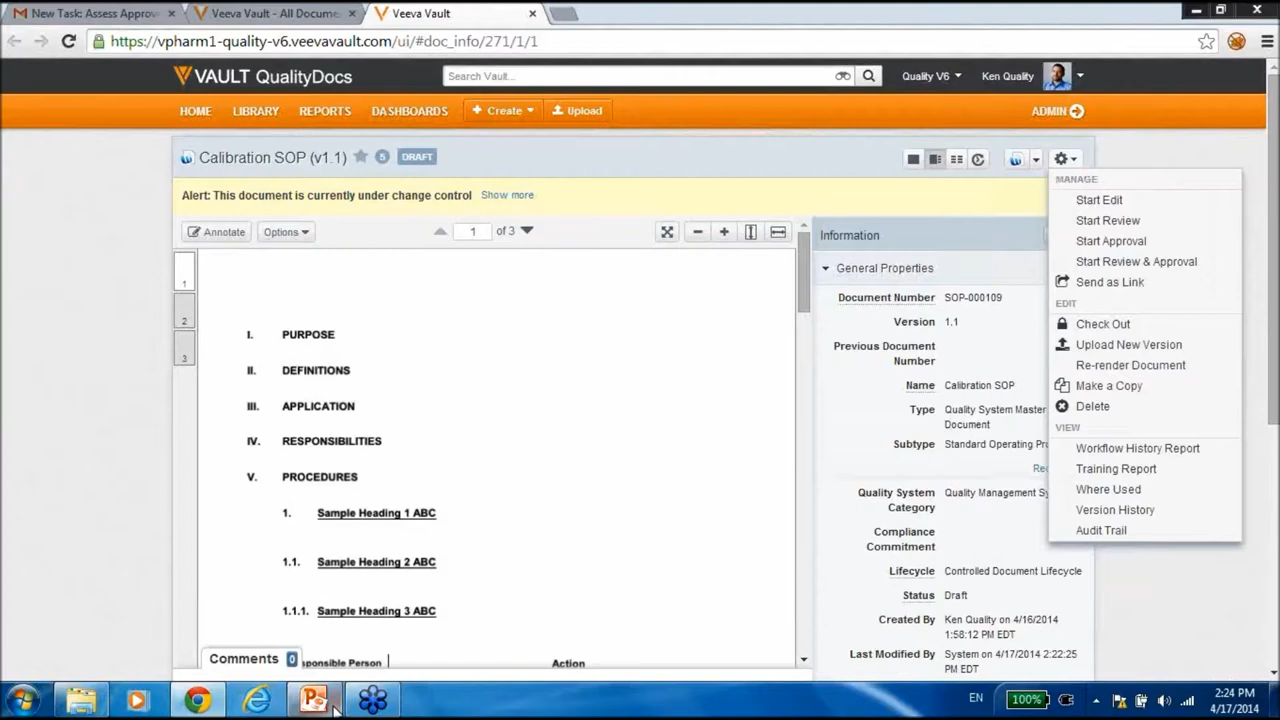 New Task: Assess Approv
Veeva Vault - All Docume
Veeva Vault
https://vpharm1-quality-v6.veevavault.com/ui/#doc_info/271/1/1
VAULT QualityDocs
Search Vault...
Quality V6
Ken Quality
HOME
LIBRARY
REPORTS
DASHBOARDS
+ Create
Upload
ADMIN
Calibration SOP (v1.1)
5
DRAFT
Alert: This document is currently under change control
Show more
Annotate
Options
1
of 3
1
2
3
I. PURPOSE
II. DEFINITIONS
III. APPLICATION
IV. RESPONSIBILITIES
V. PROCEDURES
1. Sample Heading 1 ABC
1.1. Sample Heading 2 ABC
1.1.1. Sample Heading 3 ABC
Comments 0
sponsible Person
Action
Information
General Properties
Document Number SOP-000109
Version 1.1
Previous Document
Number
Name Calibration SOP
Type Quality System Master
Document
Subtype Standard Operating Pro
Rec
Quality System Quality Management Sy
Category
Compliance
Commitment
Lifecycle Controlled Document Lifecycle
Status Draft
Created By Ken Quality on 4/16/2014
1:58:12 PM EDT
Last Modified By System on 4/17/2014 2:22:25
PM EDT
MANAGE
Start Edit
Start Review
Start Approval
Start Review & Approval
Send as Link
EDIT
Check Out
Upload New Version
Re-render Document
Make a Copy
Delete
VIEW
Workflow History Report
Training Report
Where Used
Version History
Audit Trail
EN
100%
2:24 PM
4/17/2014